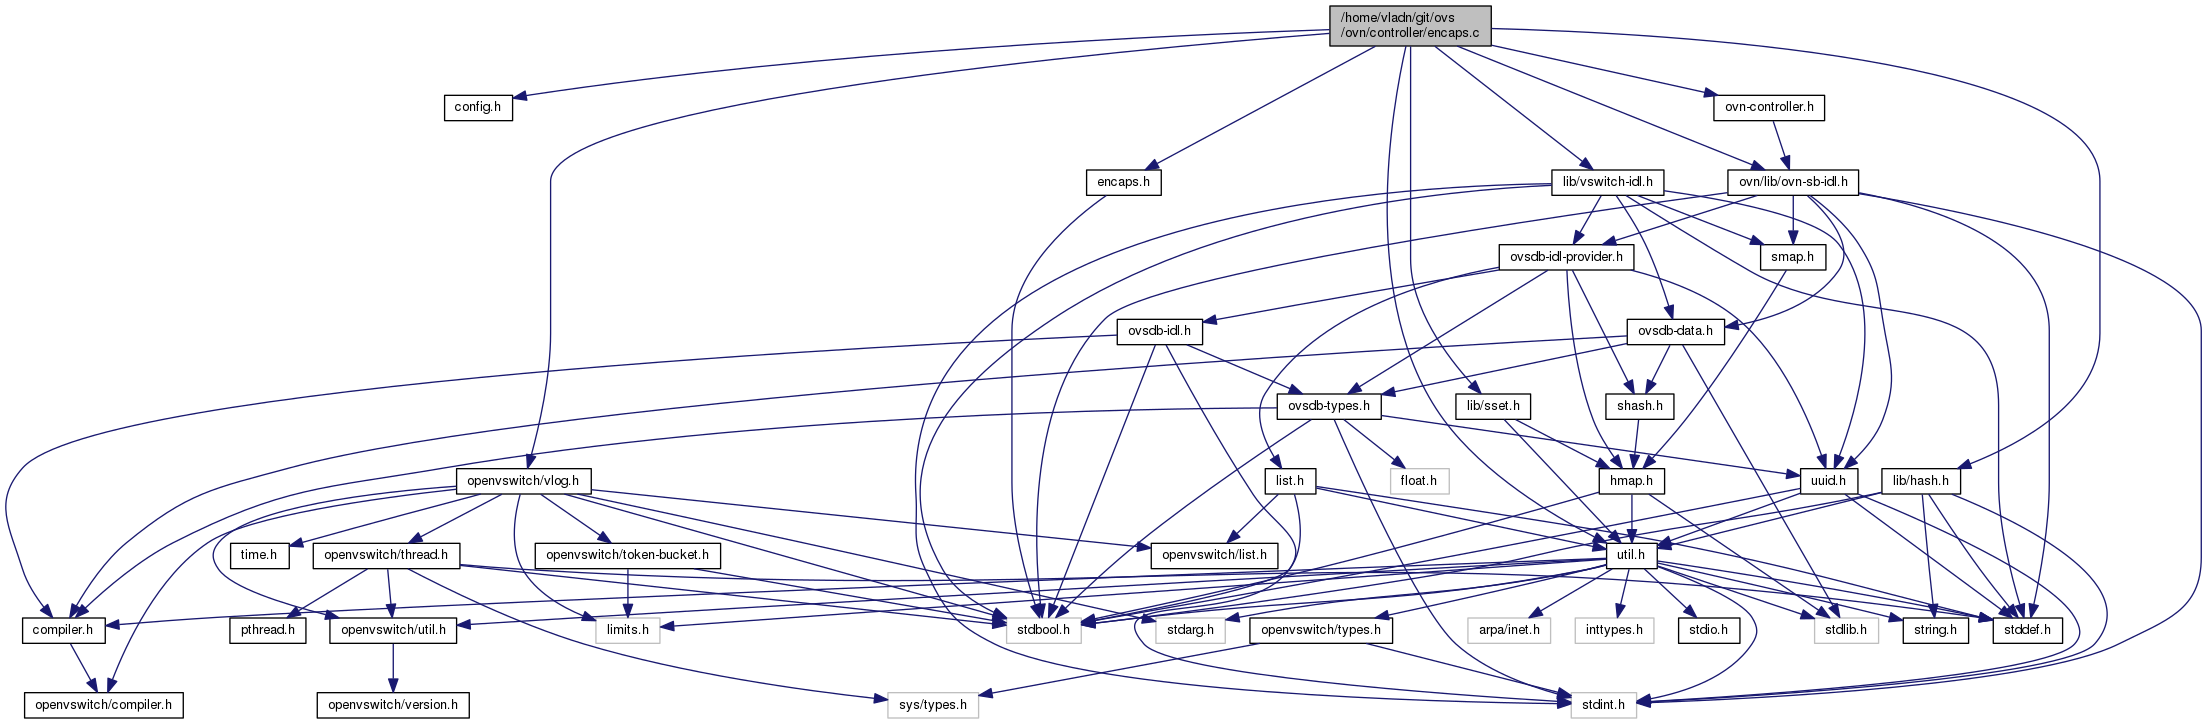 /home/vladn/git/ovs
/ovn/controller/encaps.c
config.h
ovn-controller.h
encaps.h
lib/vswitch-idl.h
ovn/lib/ovn-sb-idl.h
ovsdb-idl-provider.h
smap.h
ovsdb-idl.h
ovsdb-data.h
ovsdb-types.h
lib/sset.h
shash.h
openvswitch/vlog.h
list.h
float.h
hmap.h
uuid.h
lib/hash.h
time.h
openvswitch/thread.h
openvswitch/token-bucket.h
openvswitch/list.h
util.h
compiler.h
pthread.h
openvswitch/util.h
limits.h
stdbool.h
stdarg.h
openvswitch/types.h
arpa/inet.h
inttypes.h
stdio.h
stdlib.h
string.h
stddef.h
openvswitch/compiler.h
openvswitch/version.h
sys/types.h
stdint.h